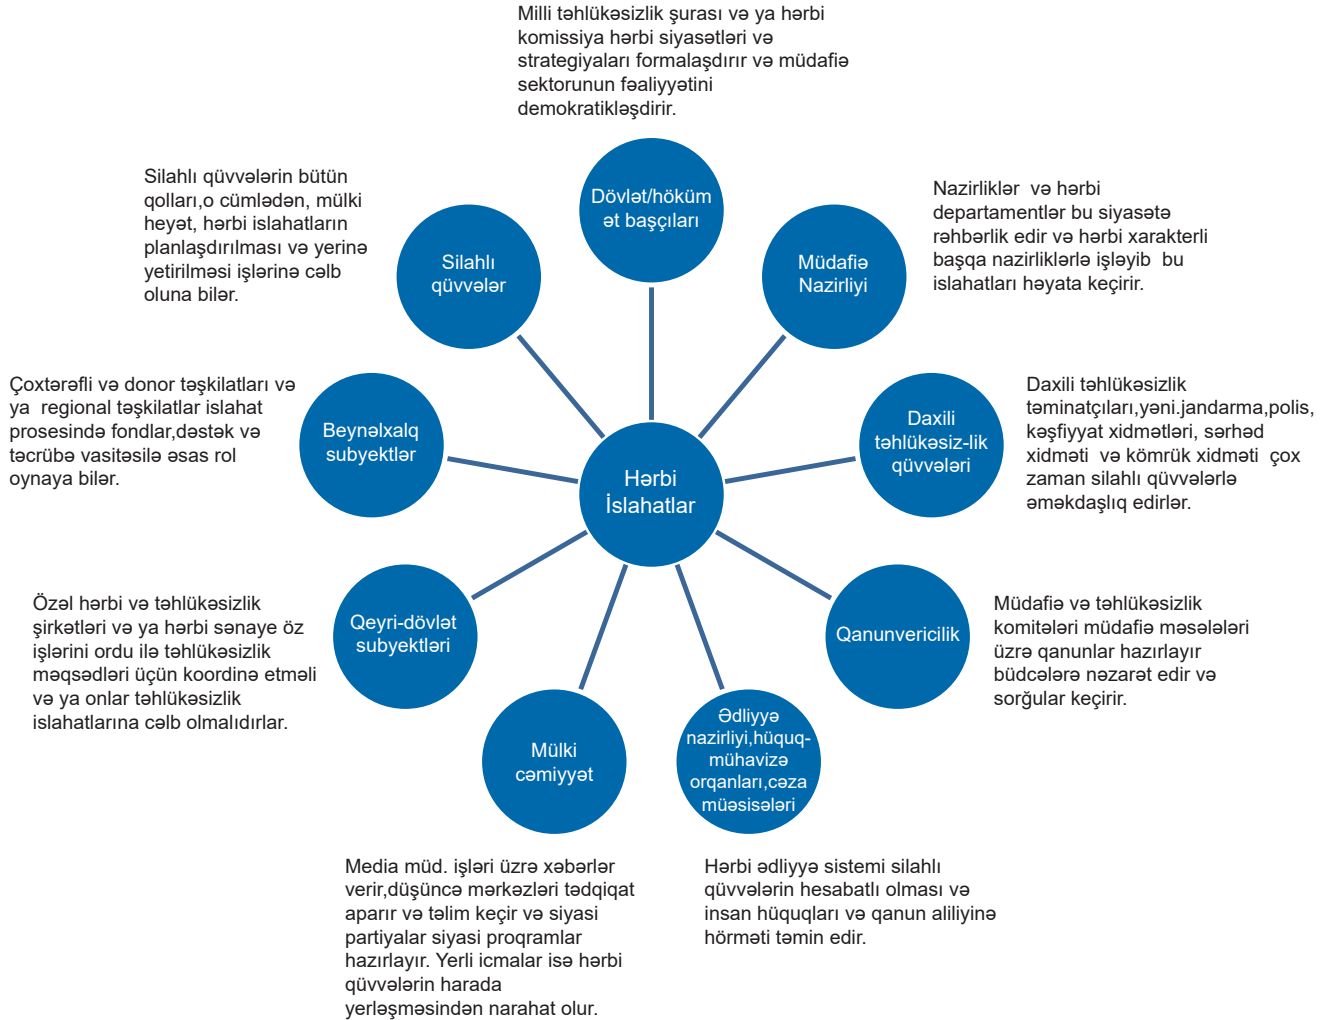 Milli təhlükəsizlik şurası və ya hərbi
komissiya hərbi siyasətləri və
strategiyaları formalaşdırır və müdafiə
sektorunun fəaliyyətini
demokratikləşdirir.
Dövlət/höküm
ət başçıları
Silahlı qüvvələrin bütün
qolları,o cümlədən, mülki
heyət, hərbi islahatların
planlaşdırılması və yerinə
yetirilməsi işlərinə cəlb
oluna bilər.
Silahlı
qüvvələr
Müdafiə
Nazirliyi
Nazirliklər və hərbi
departamentlər bu siyasətə
rəhbərlik edir və hərbi xarakterli
başqa nazirliklərlə işləyib bu
islahatları həyata keçirir.
Çoxtərəfli və donor təşkilatları və
ya regional təşkilatlar islahat
prosesində fondlar,dəstək və
təcrübə vasitəsilə əsas rol
oynaya bilər.
Beynəlxalq
subyektlər
Daxili
təhlükəsiz-lik
qüvvələri
Daxili təhlükəsizlik
təminatçıları,yəni.jandarma,polis,
kəşfiyyat xidmətləri, sərhəd
xidməti və kömrük xidməti çox
zaman silahlı qüvvələrlə
əməkdaşlıq edirlər.
Hərbi
İslahatlar
Özəl hərbi və təhlükəsizlik
şirkətləri və ya hərbi sənaye öz
işlərini ordu ilə təhlükəsizlik
məqsədləri üçün koordinə etməli
və ya onlar təhlükəsizlik
islahatlarına cəlb olmalıdırlar.
Qeyri-dövlət
subyektləri
Qanunvericilik
Müdafiə və təhlükəsizlik
komitələri müdafiə məsələləri
üzrə qanunlar hazırlayır
büdcələrə nəzarət edir və
sorğular keçirir.
Mülki
cəmiyyət
Ədliyyə
nazirliyi,hüquq-
mühavizə
orqanları,cəza
müəsisələri
Media müd. işləri üzrə xəbərlər
verir,düşüncə mərkəzləri tədqiqat
aparır və təlim keçir və siyasi
partiyalar siyasi proqramlar
hazırlayır. Yerli icmalar isə hərbi
qüvvələrin harada
yerləşməsindən narahat olur.
Hərbi ədliyyə sistemi silahlı
qüvvələrin hesabatlı olması və
insan hüquqları və qanun aliliyinə
hörməti təmin edir.